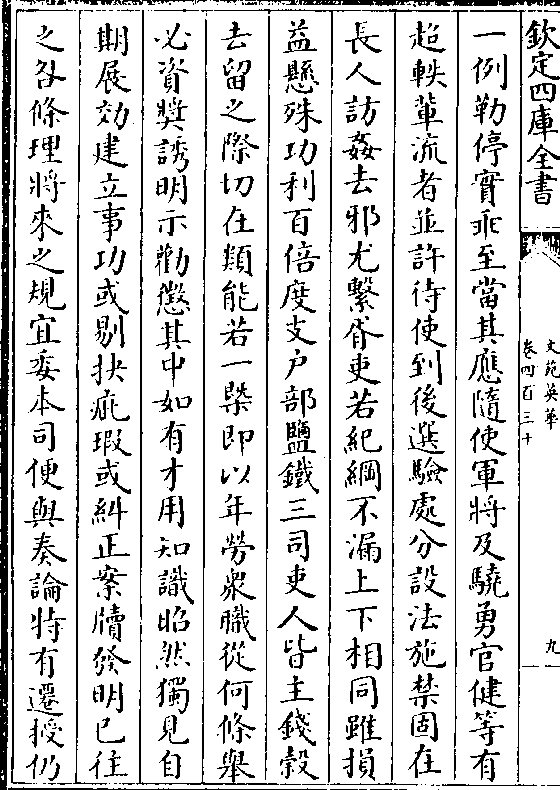 欽定四庫全書
文苑英華
卷四百三十
九
一例勒停實乖至當其應隨使軍將及驍勇官健等有
超軼輩流者並許待使到後選驗處分設法施禁固在
長人訪姦去邪尤繫胥吏若紀綱不漏上下相同雖損
益懸殊功利百倍度支户部鹽鐵三司吏人皆主錢糓
去留之際切在類能若一槩即以年勞衆職從何條舉
必資奬誘明示勸懲其中如有才用知識昭然獨見自
期展効建立事功或剔抉疵瑕或糾正案牘發明已往
之咎條理將來之規宜委本司便與奏論特有遷授仍